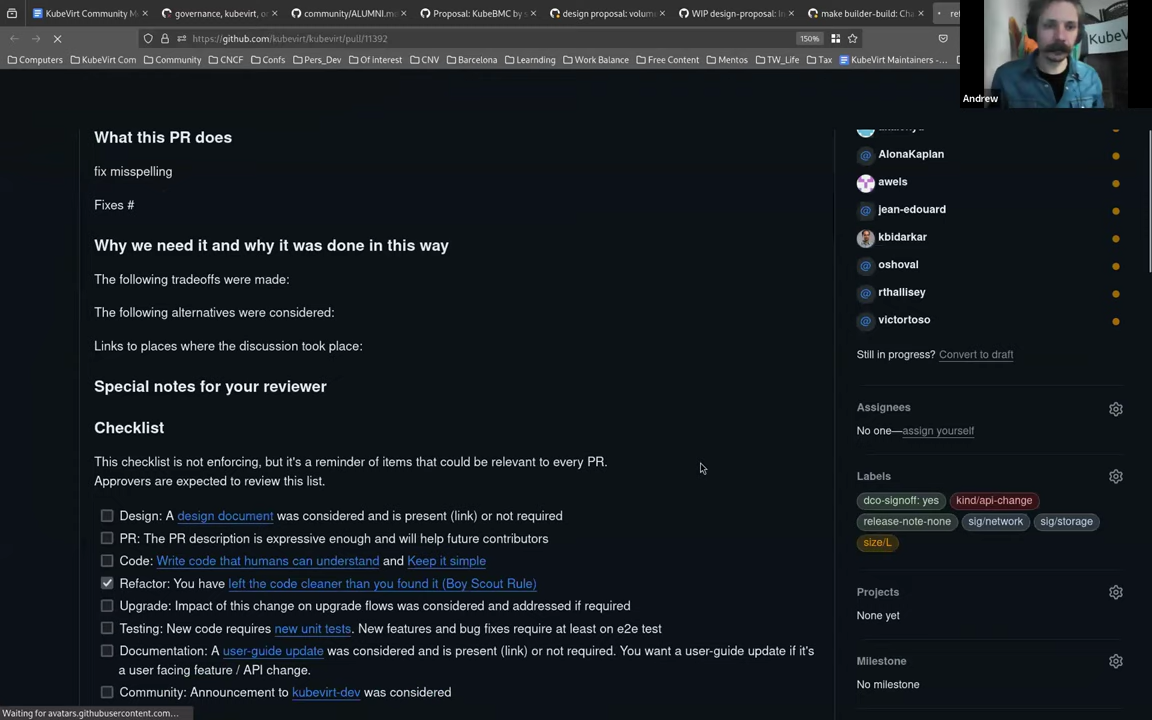 KubeVirt Community M
governance, kubevirt, o
community/ALUMNI.m
Proposal: KubeBMC by s
design proposal: volum
WIP design-proposal: In
make builder-build: Cha
re
https://github.com/kubevirt/kubevirt/pull/11392
150%
Computers
KubeVirt Com
Community
CNCF
Confs
Pers_Dev
Of interest
CNV
Barcelona
Learnding
Work Balance
Free Content
Mentos
TW_Life
Tax
KubeVirt Maintainers -...
KubeV
Andrew
What this PR does
fix misspelling
Fixes #
Why we need it and why it was done in this way
The following tradeoffs were made:
The following alternatives were considered:
Links to places where the discussion took place:
Special notes for your reviewer
Checklist
This checklist is not enforcing, but it's a reminder of items that could be relevant to every PR.
Approvers are expected to review this list.
Design: A design document was considered and is present (link) or not required
PR: The PR description is expressive enough and will help future contributors
Code: Write code that humans can understand and Keep it simple
Refactor: You have left the code cleaner than you found it (Boy Scout Rule)
Upgrade: Impact of this change on upgrade flows was considered and addressed if required
Testing: New code requires new unit tests. New features and bug fixes require at least on e2e test
Documentation: A user-guide update was considered and is present (link) or not required. You want a user-guide update if it's
a user facing feature / API change.
Community: Announcement to kubevirt-dev was considered
AlonaKaplan
awels
jean-edouard
kbidarkar
oshoval
rthallisey
victortoso
Still in progress? Convert to draft
Assignees
No one—assign yourself
Labels
dco-signoff: yes
kind/api-change
release-note-none
sig/network
sig/storage
size/L
Projects
None yet
Milestone
No milestone
Waiting for avatars.githubusercontent.com...